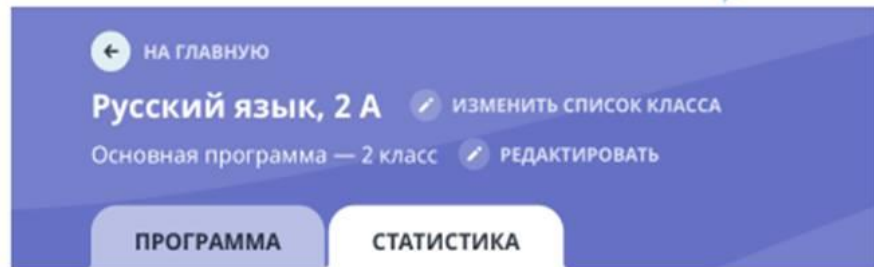 НА ГЛАВНУЮ
Русский язык, 2 А ИЗМЕНИТЬ СПИСОК КЛАССА
Основная программа — 2 класс РЕДАКТИРОВАТЬ
ПРОГРАММА СТАТИСТИКА